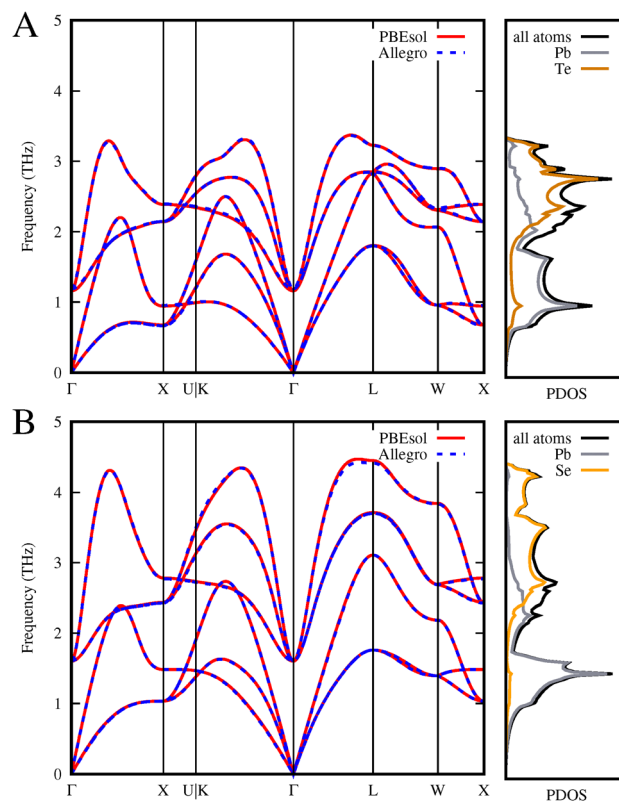 A
PBEsol
Allegro
all atoms
Pb
Te
Frequency (THz)
5
4
3
2
1
0
Γ X U|K Γ L W X
PDOS
B
PBEsol
Allegro
all atoms
Pb
Se
Frequency (THz)
5
4
3
2
1
0
Γ X U|K Γ L W X
PDOS